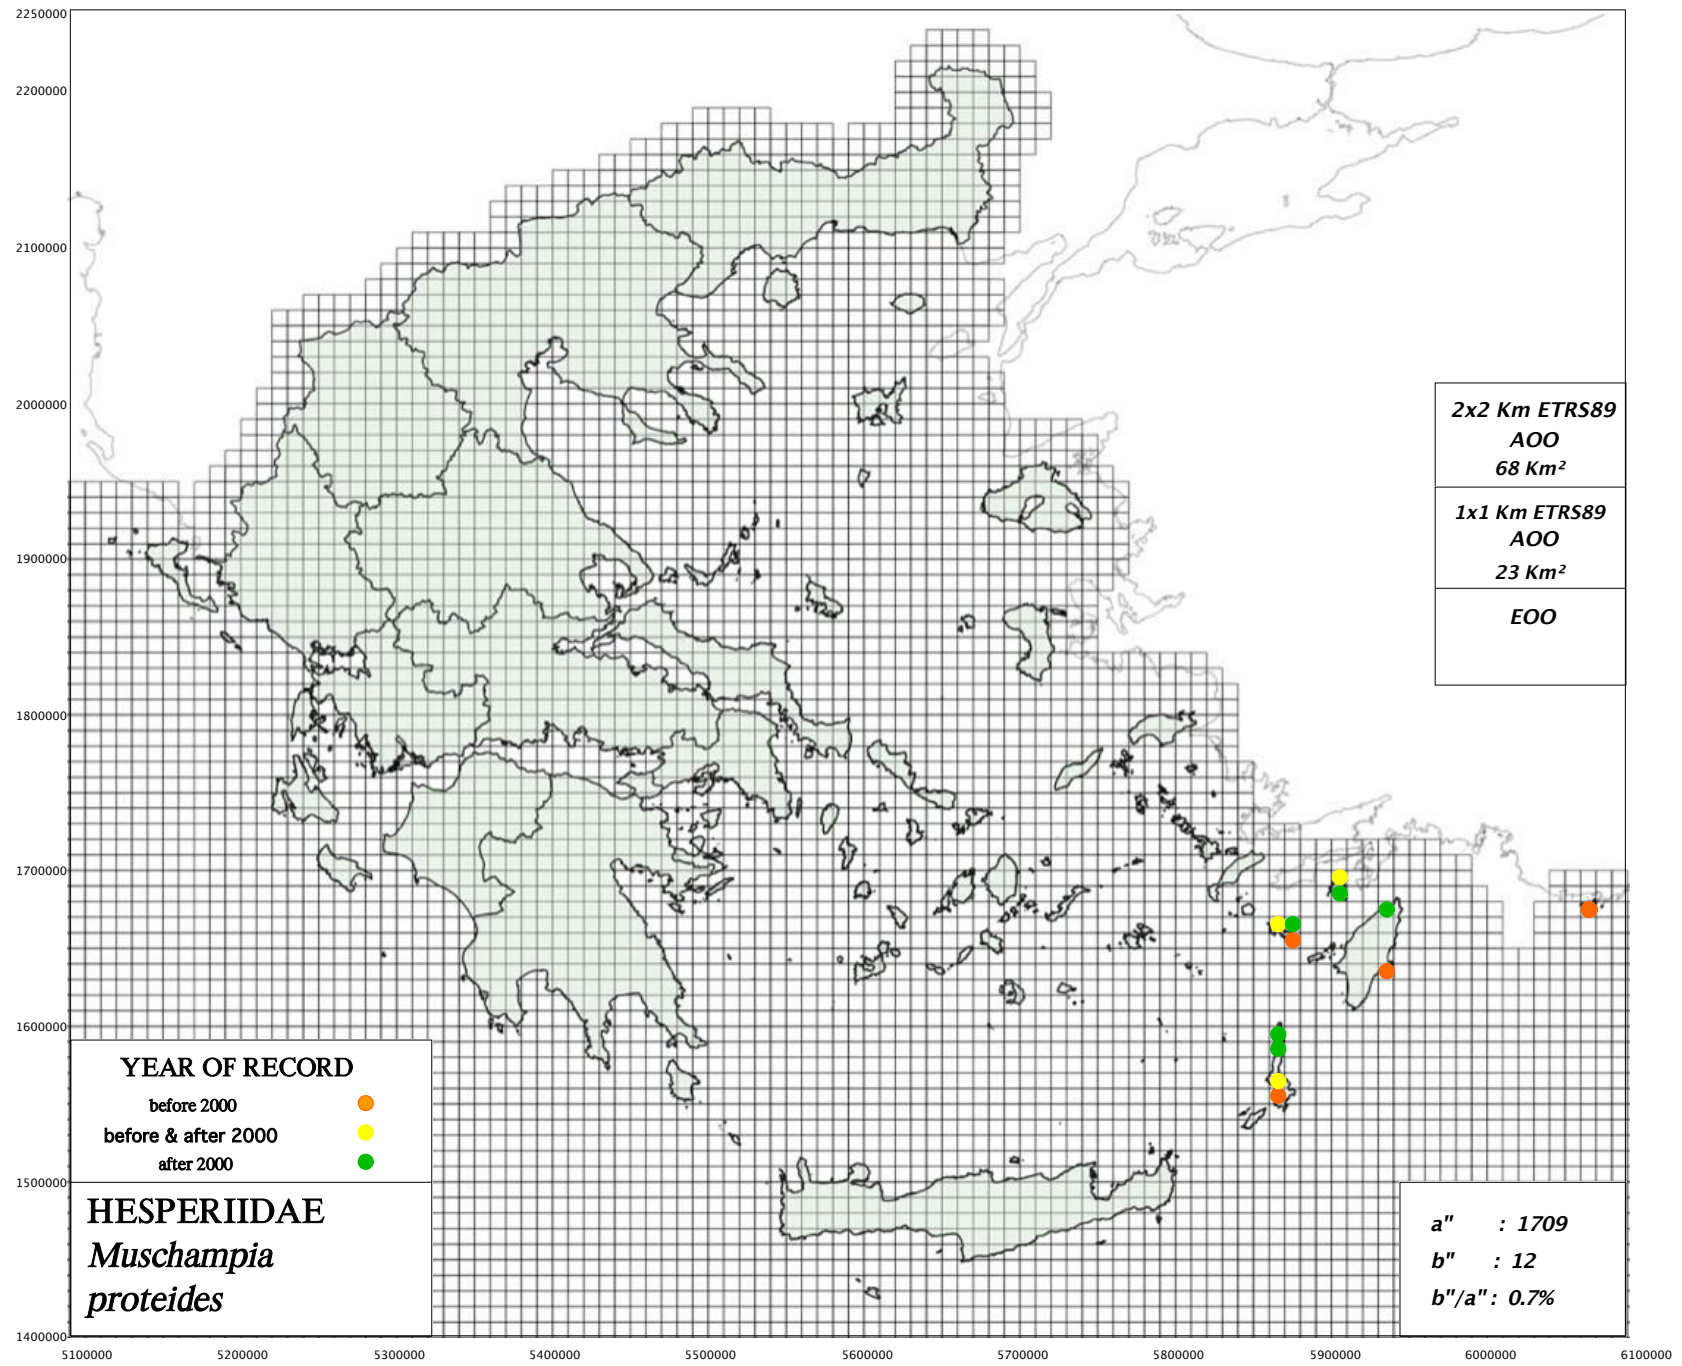 2250000
2200000
2100000
2000000
1900000
1800000
1700000
1600000
1500000
1400000
2x2 Km ETRS89
AOO
68 Km²
1x1 Km ETRS89
AOO
23 Km²
EOO
YEAR OF RECORD
before 2000
before & after 2000
after 2000
HESPERIIDAE
Muschampia
proteides
a" : 1709
b" : 12
b"/a" : 0.7%
5100000 5200000 5300000 5400000 5500000 5600000 5700000 5800000 5900000 6000000 6100000